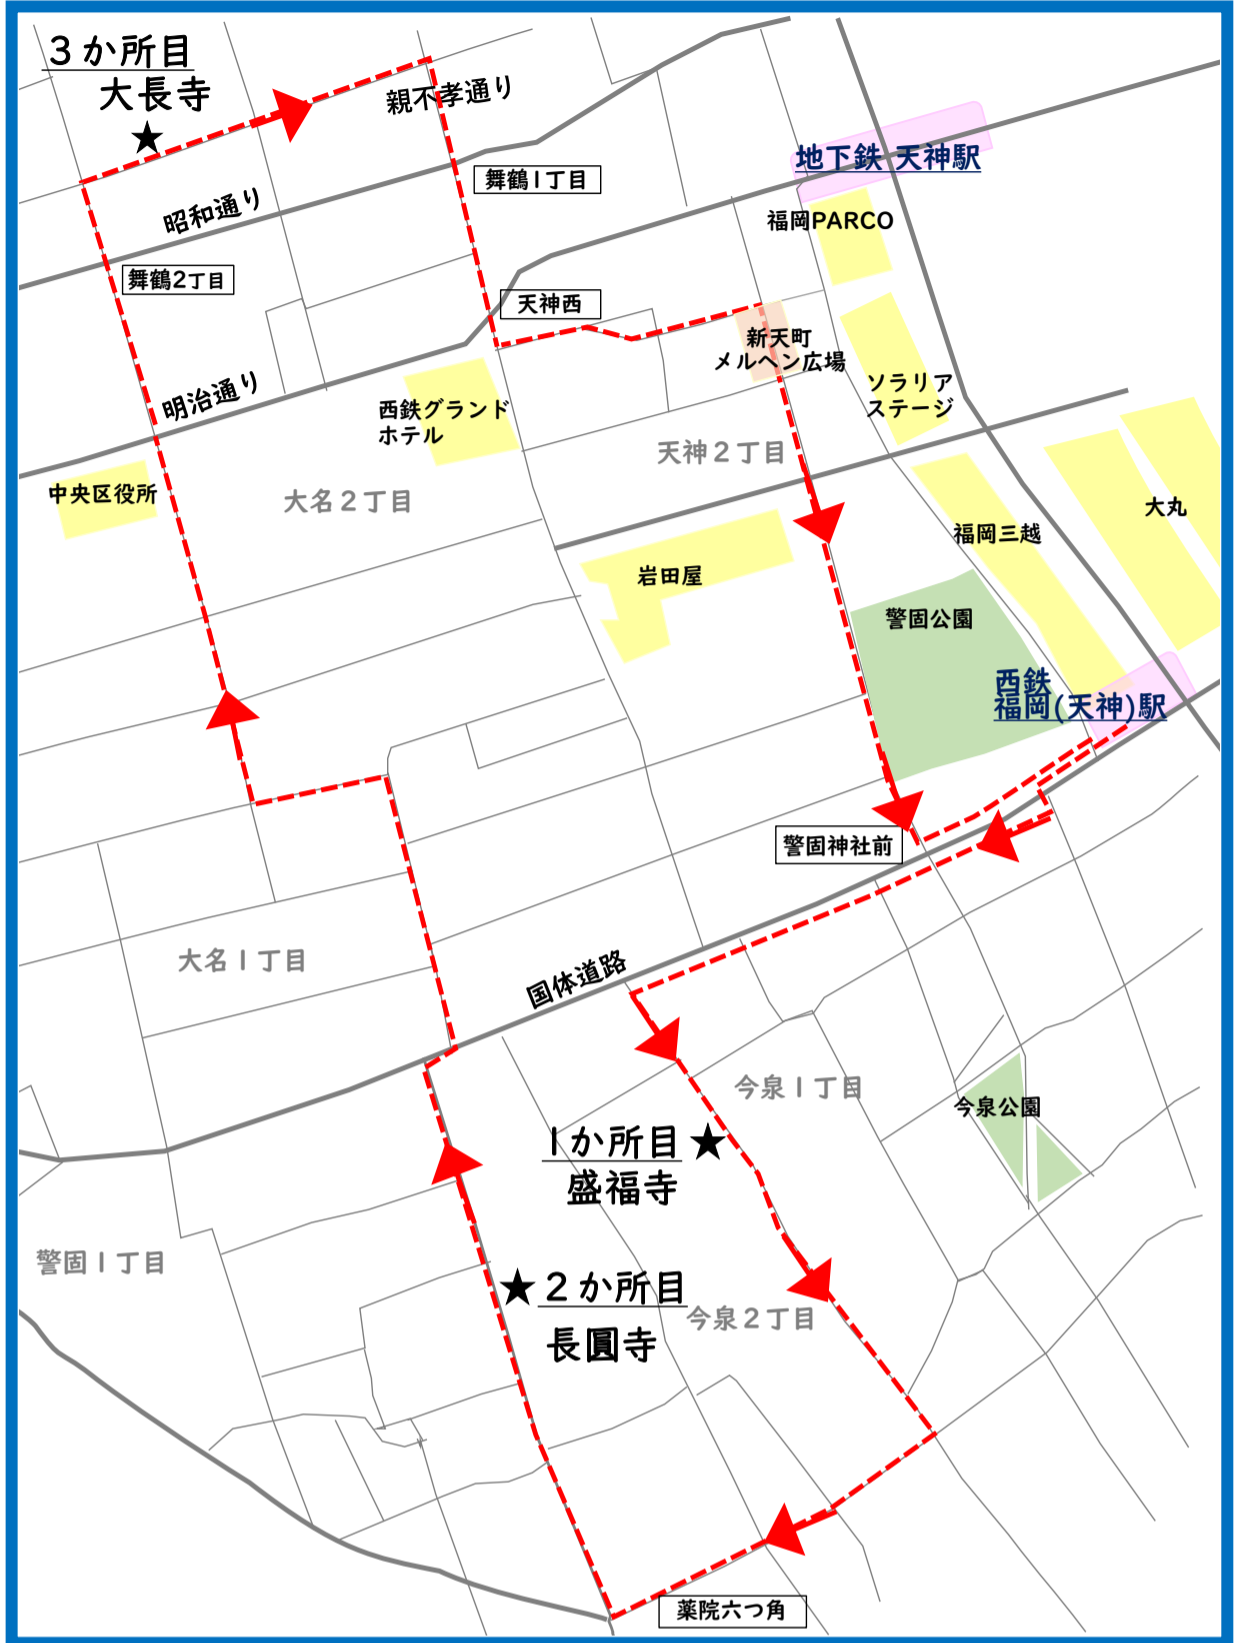 ３か所目
大長寺
親不孝通り
地下鉄 天神駅
舞鶴1丁目
昭和通り
福岡PARCO
舞鶴2丁目
天神西
新天町
メルヘン広場
明治通り
ソラリア
ステージ
西鉄グランド
ホテル
天神２丁目
中央区役所
大名２丁目
大丸
福岡三越
岩田屋
警固公園
西鉄
福岡(天神)駅
警固神社前
大名１丁目
国体道路
今泉１丁目
今泉公園
1か所目
盛福寺
警固１丁目
２か所目
今泉２丁目
長圓寺
薬院六つ角